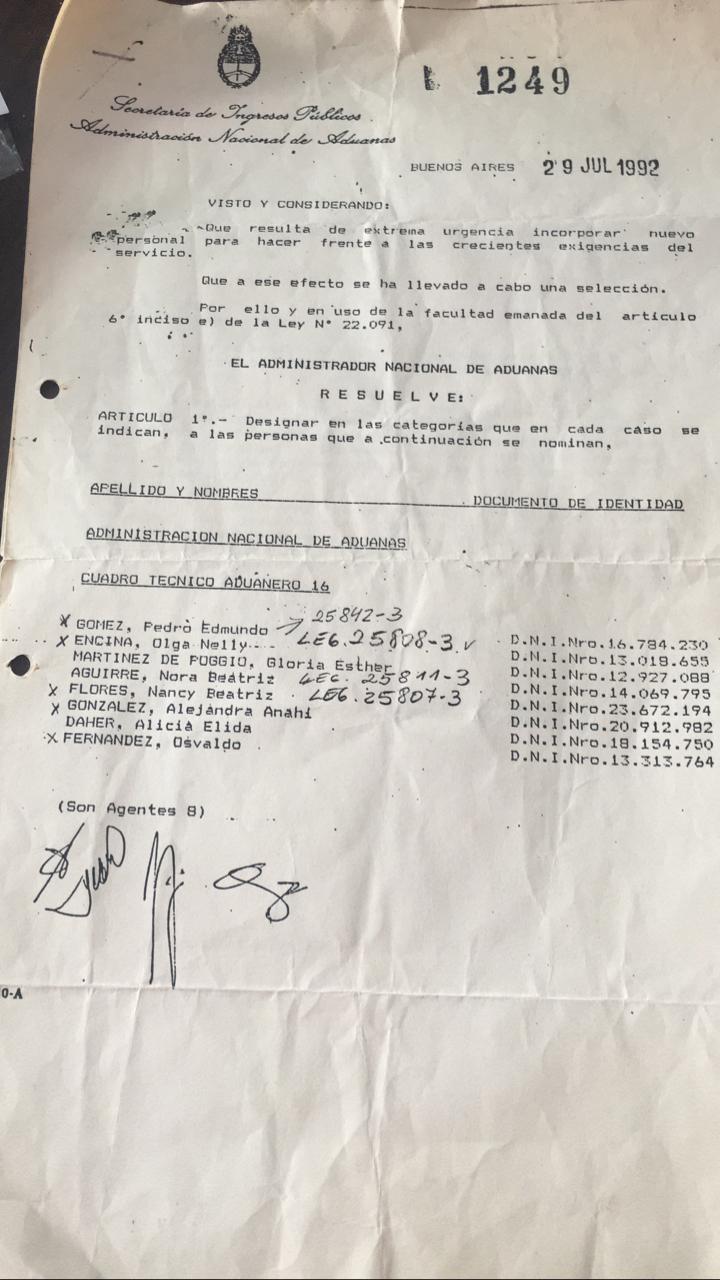 1249
Secretaría de Ingresos Públicos
Administración Nacional de Aduanas
BUENOS AIRES 29 JUL 1992
VISTO Y CONSIDERANDO:
Que resulta de extrema urgencia incorporar nuevo
personal para hacer frente a las crecientes exigencias del
servicio.
Que a ese efecto se ha llevado a cabo una selección.
Por ello y en uso de la facultad emanada del artículo
6º inciso e) de la Ley Nº 22.091,
EL ADMINISTRADOR NACIONAL DE ADUANAS
R E S U E L V E:
ARTICULO 1º.- Designar en las categorías que en cada caso se
indican, a las personas que a continuación se nominan,
APELLIDO Y NOMBRES DOCUMENTO DE IDENTIDAD
ADMINISTRACION NACIONAL DE ADUANAS
CUADRO TECNICO ADUANERO 16
25842-3
X GOMEZ, Pedro Edmundo D.N.I.Nro.16.784.230
X ENCINA, Olga Nelly LEG.25808-3 v D.N.I.Nro.13.018.655
MARTINEZ DE POGGIO, Gloria Esther D.N.I.Nro.12.927.088
AGUIRRE, Nora Beatriz LEG.25811-3 D.N.I.Nro.14.069.795
X FLORES, Nancy Beatriz LEG.25807-3 D.N.I.Nro.23.672.194
X GONZALEZ, Alejandra Anahi D.N.I.Nro.20.912.982
DAHER, Alicia Elida D.N.I.Nro.18.154.750
X FERNANDEZ, Osvaldo D.N.I.Nro.13.313.764
(Son Agentes 8)
0-A